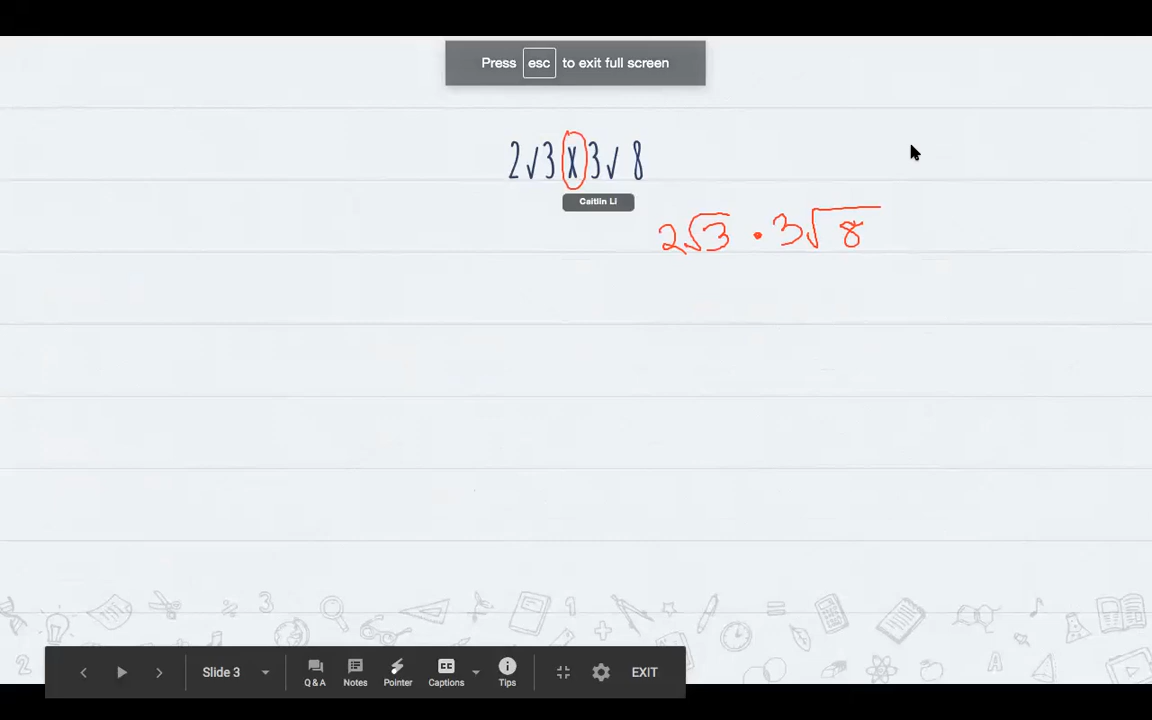 Press esc to exit full screen
2√3 x 3√ 8
Caitlin Li
2√3 · 3√8
Slide 3
Q & A
Notes
Pointer
Captions
Tips
EXIT